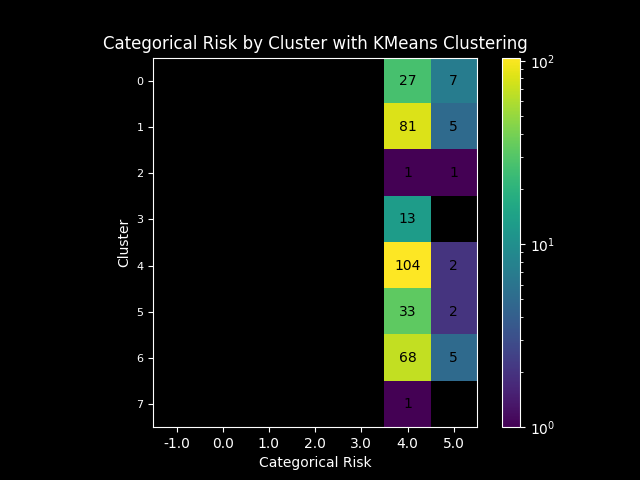 Categorical Risk by Cluster with KMeans Clustering
0 27 7
1 81 5
2 1 1
3 13
4 104 2
5 33 2
6 68 5
7 1
-1.0 0.0 1.0 2.0 3.0 4.0 5.0
Categorical Risk
Cluster
10²
10¹
10⁰